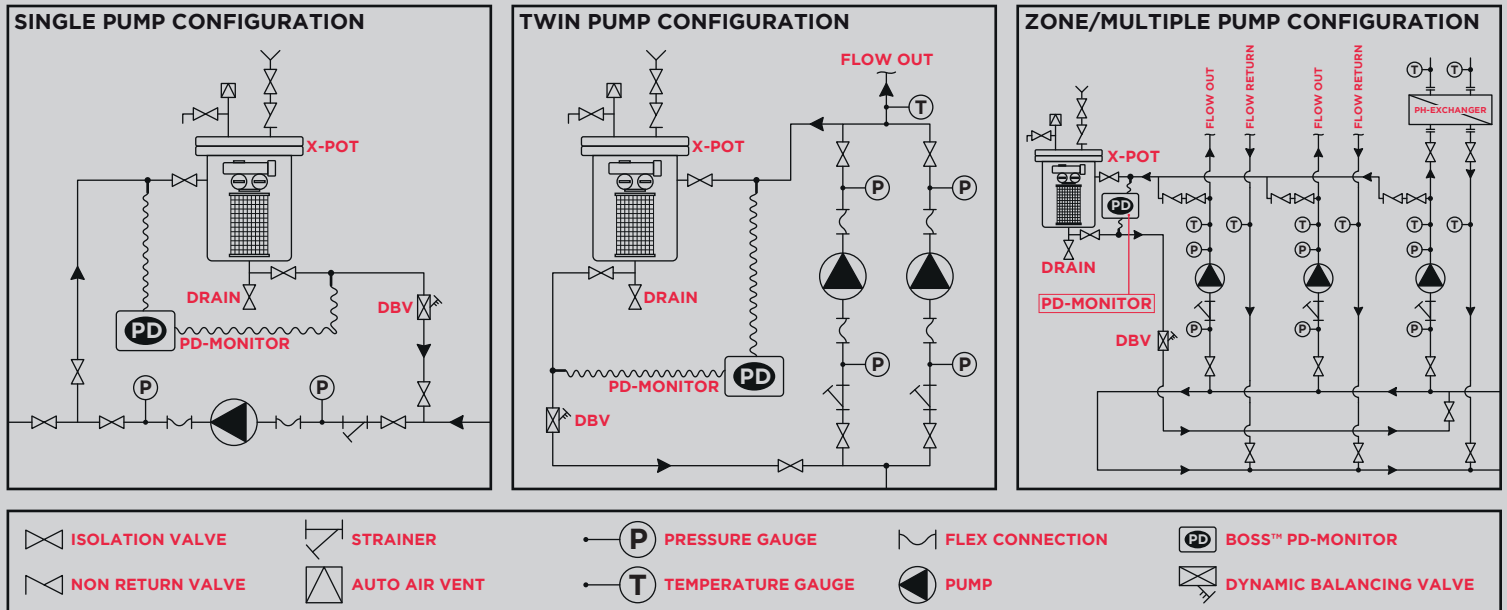 SINGLE PUMP CONFIGURATION
X-POT
DRAIN
DBV
PD
PD-MONITOR
P
P
TWIN PUMP CONFIGURATION
FLOW OUT
T
X-POT
P
P
DRAIN
P
P
PD-MONITOR
PD
DBV
ZONE/MULTIPLE PUMP CONFIGURATION
FLOW OUT
FLOW RETURN
FLOW OUT
FLOW RETURN
T
T
PH-EXCHANGER
X-POT
PD
T
T
T
T
T
T
P
P
P
DRAIN
PD-MONITOR
P
P
P
DBV
ISOLATION VALVE
STRAINER
P PRESSURE GAUGE
FLEX CONNECTION
PD BOSS™ PD-MONITOR
NON RETURN VALVE
AUTO AIR VENT
T TEMPERATURE GAUGE
PUMP
DYNAMIC BALANCING VALVE